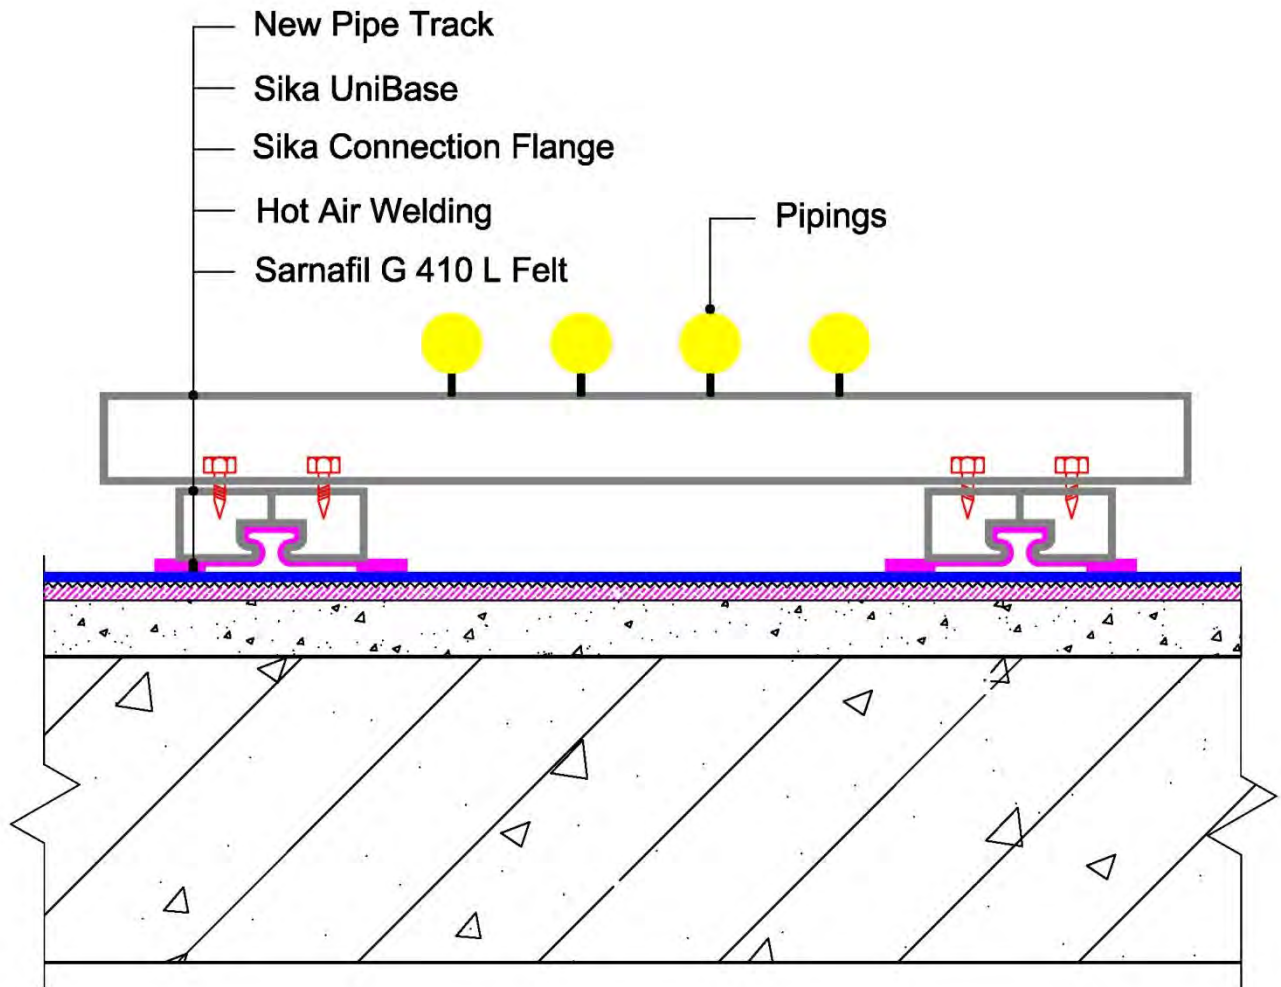 New Pipe Track
Sika UniBase
Sika Connection Flange
Hot Air Welding
Sarnafil G 410 L Felt
Pipings